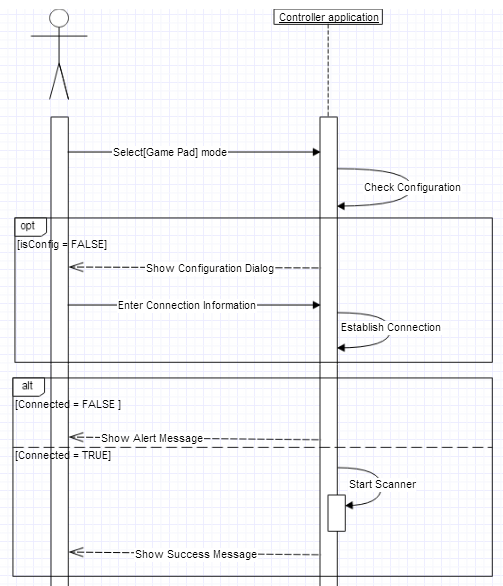 Controller application
Select[Game Pad] mode
Check Configuration
opt
[isConfig = FALSE]
Show Configuration Dialog
Enter Connection Information
Establish Connection
alt
[Connected = FALSE ]
Show Alert Message
[Connected = TRUE]
Start Scanner
Show Success Message